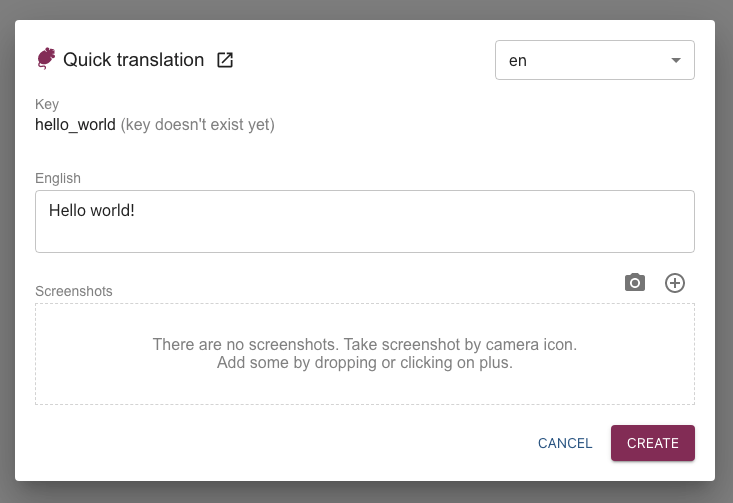 Quick translation
en
Key
hello_world (key doesn't exist yet)
English
Hello world!
Screenshots
There are no screenshots. Take screenshot by camera icon.
Add some by dropping or clicking on plus.
CANCEL
CREATE